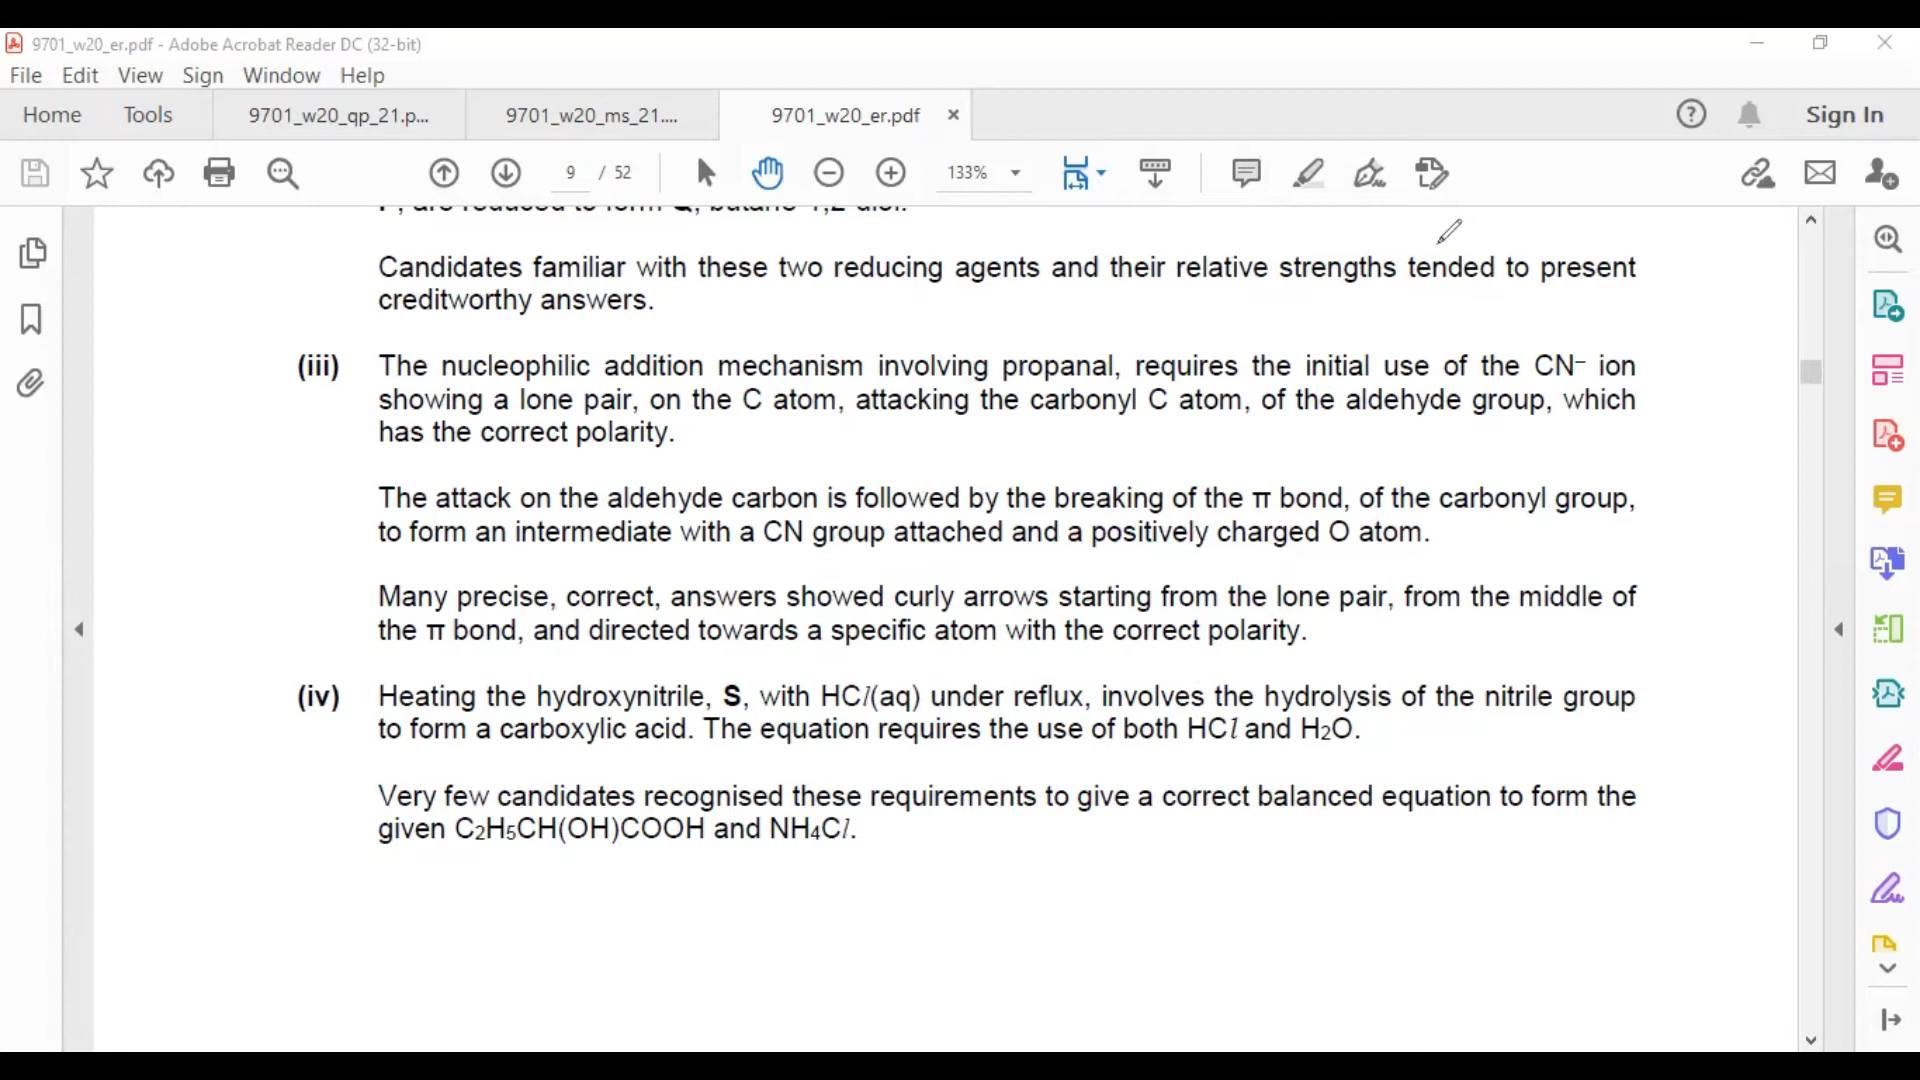 9701_w20_er.pdf - Adobe Acrobat Reader DC (32-bit)
File Edit View Sign Window Help
Home Tools 9701_w20_qp_21.p... 9701_w20_ms_21.... 9701_w20_er.pdf Sign In
9 / 52 133%
P, are reduced to form Q, butane-1,2-diol.
Candidates familiar with these two reducing agents and their relative strengths tended to present
creditworthy answers.
(iii) The nucleophilic addition mechanism involving propanal, requires the initial use of the CN⁻ ion
showing a lone pair, on the C atom, attacking the carbonyl C atom, of the aldehyde group, which
has the correct polarity.
The attack on the aldehyde carbon is followed by the breaking of the π bond, of the carbonyl group,
to form an intermediate with a CN group attached and a positively charged O atom.
Many precise, correct, answers showed curly arrows starting from the lone pair, from the middle of
the π bond, and directed towards a specific atom with the correct polarity.
(iv) Heating the hydroxynitrile, S, with HCl(aq) under reflux, involves the hydrolysis of the nitrile group
to form a carboxylic acid. The equation requires the use of both HCl and H₂O.
Very few candidates recognised these requirements to give a correct balanced equation to form the
given C₂H₅CH(OH)COOH and NH₄Cl.